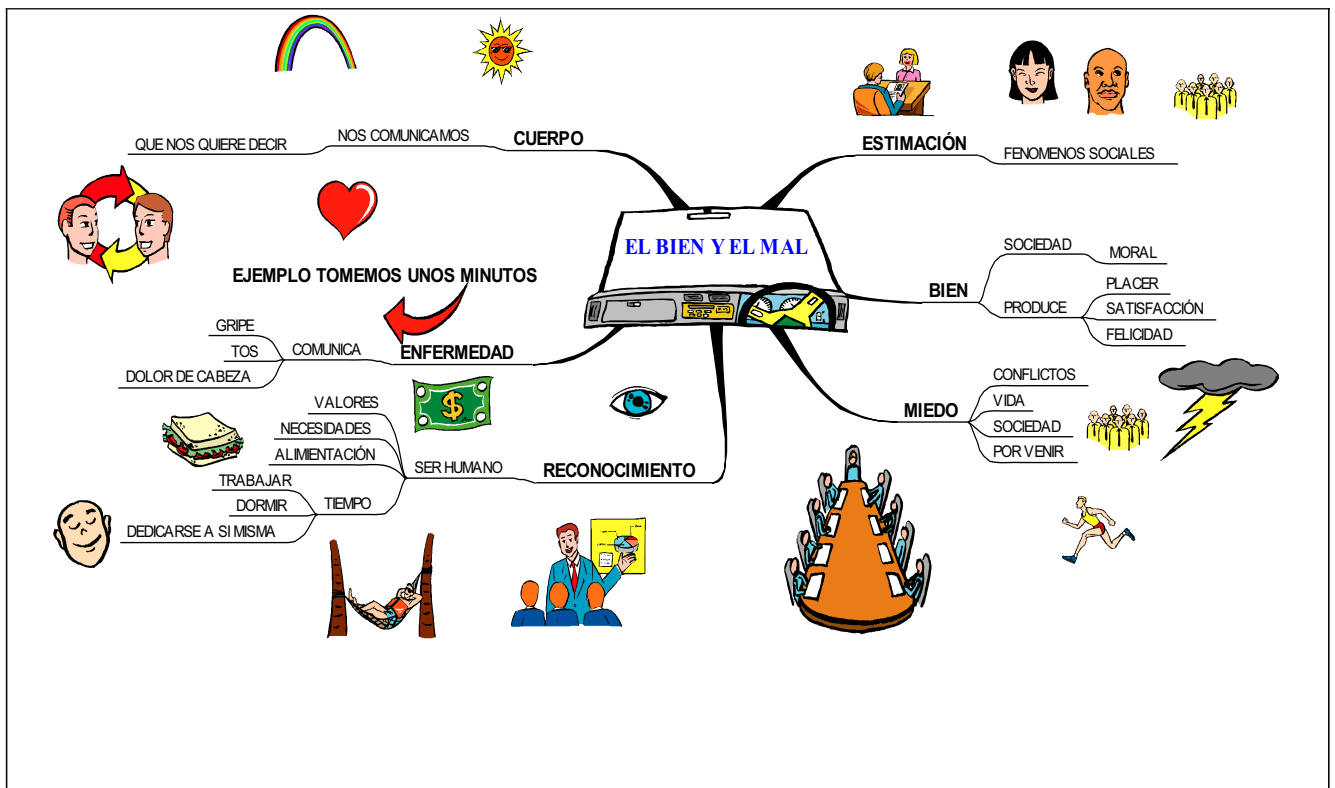 EL BIEN Y EL MAL
ESTIMACIÓN
FENOMENOS SOCIALES
BIEN
SOCIEDAD
MORAL
PRODUCE
PLACER
SATISFACCIÓN
FELICIDAD
MIEDO
CONFLICTOS
VIDA
SOCIEDAD
POR VENIR
RECONOCIMIENTO
SER HUMANO
VALORES
NECESIDADES
ALIMIENTACIÓN
TIEMPO
TRABAJAR
DORMIR
DEDICARSE A SI MISMA
EJEMPLO TOMEMOS UNOS MINUTOS
ENFERMEDAD
COMUNICA
GRIPE
TOS
DOLOR DE CABEZA
CUERPO
NOS COMUNICAMOS
QUE NOS QUIERE DECIR